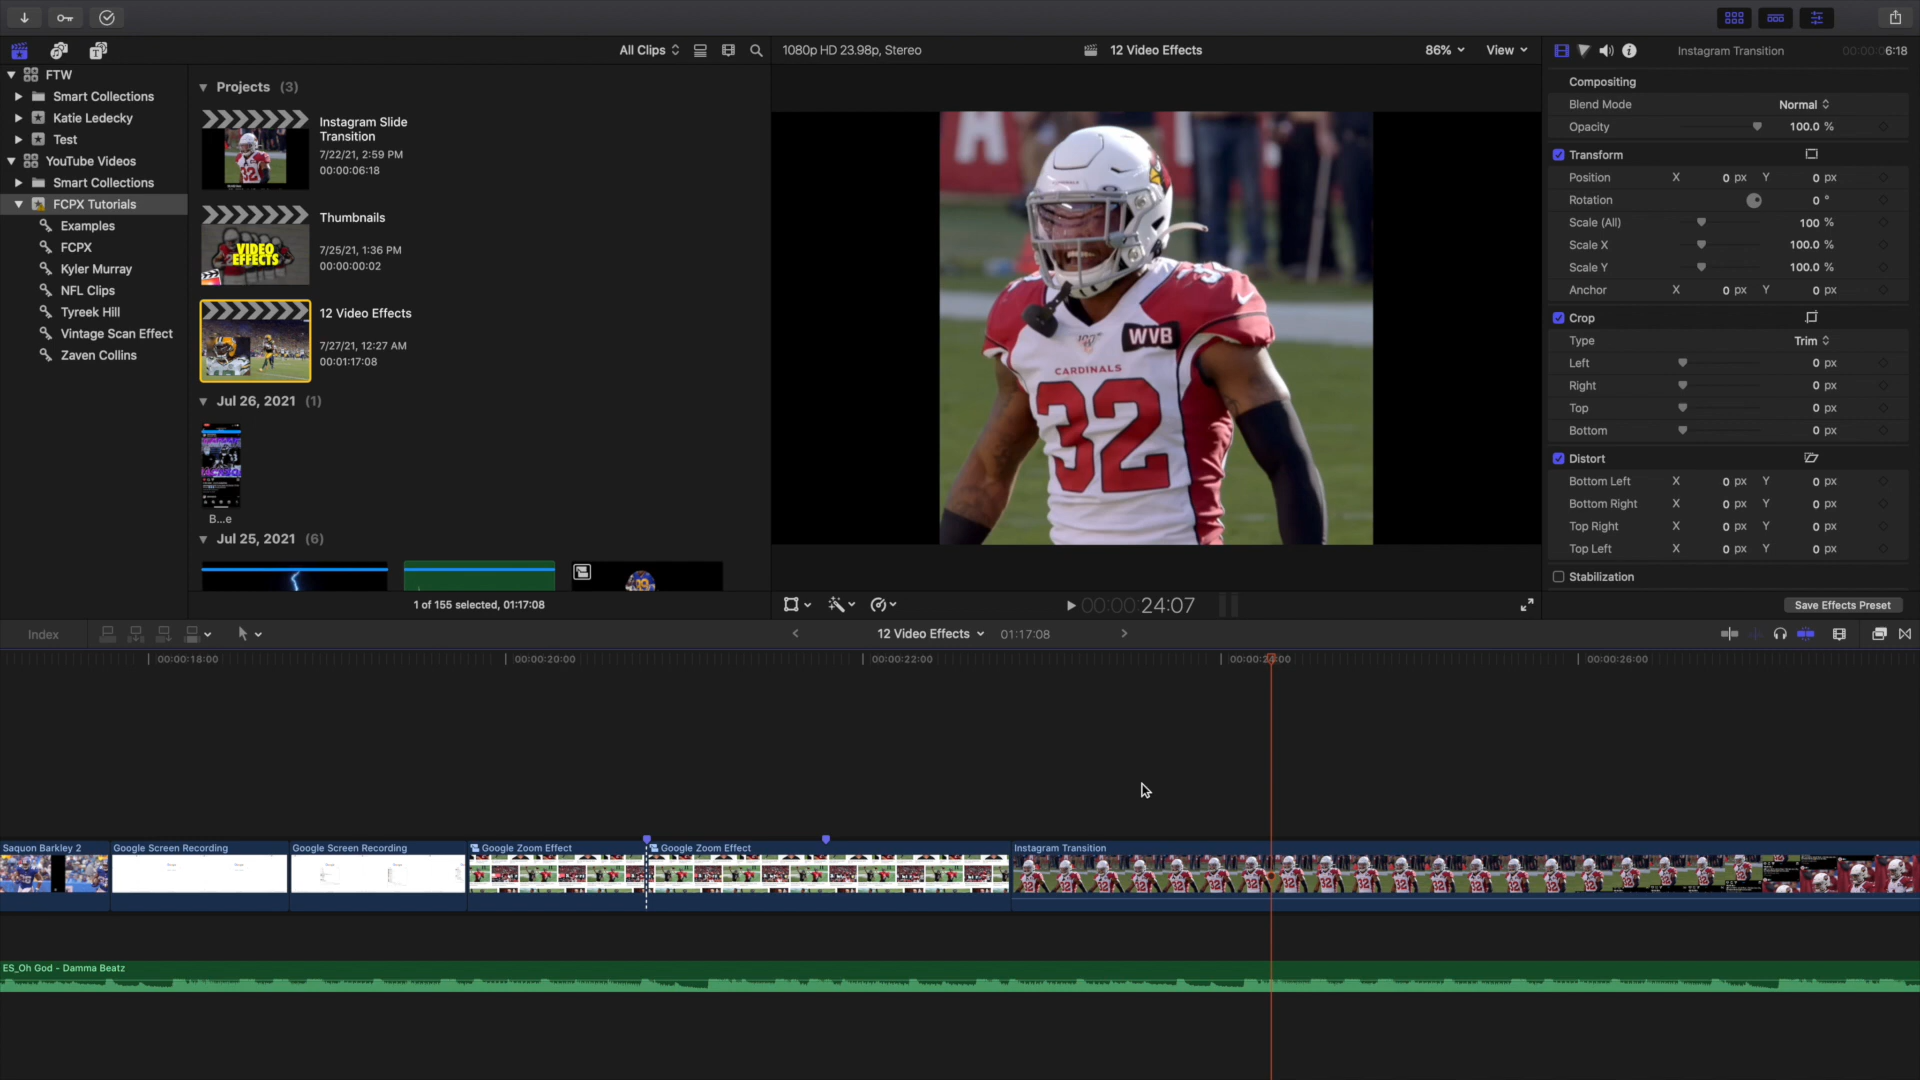 All Clips
1080p HD 23.98p, Stereo
12 Video Effects
86%
View
Instagram Transition
00:00:06:18
FTW
Smart Collections
Katie Ledecky
Test
YouTube Videos
Smart Collections
FCPX Tutorials
Examples
FCPX
Kyler Murray
NFL Clips
Tyreek Hill
Vintage Scan Effect
Zaven Collins
Projects (3)
Instagram Slide
Transition
7/22/21, 2:59 PM
00:00:06:18
Thumbnails
7/25/21, 1:36 PM
00:00:00:02
VIDEO
EFFECTS
12 Video Effects
7/27/21, 12:27 AM
00:01:17:08
Jul 26, 2021 (1)
B...e
Jul 25, 2021 (6)
1 of 155 selected, 01:17:08
WVB
CARDINALS
32
00:00:00:24:07
Compositing
Blend Mode Normal
Opacity 100.0 %
Transform
Position X 0 px Y 0 px
Rotation 0 °
Scale (All) 100 %
Scale X 100.0 %
Scale Y 100.0 %
Anchor X 0 px Y 0 px
Crop
Type Trim
Left 0 px
Right 0 px
Top 0 px
Bottom 0 px
Distort
Bottom Left X 0 px Y 0 px
Bottom Right X 0 px Y 0 px
Top Right X 0 px Y 0 px
Top Left X 0 px Y 0 px
Stabilization
Save Effects Preset
Index
12 Video Effects
01:17:08
00:00:18:00
00:00:20:00
00:00:22:00
00:00:24:00
00:00:26:00
Saquon Barkley 2
Google Screen Recording
Google Screen Recording
Google Zoom Effect
Google Zoom Effect
Instagram Transition
ES_Oh God - Damma Beatz